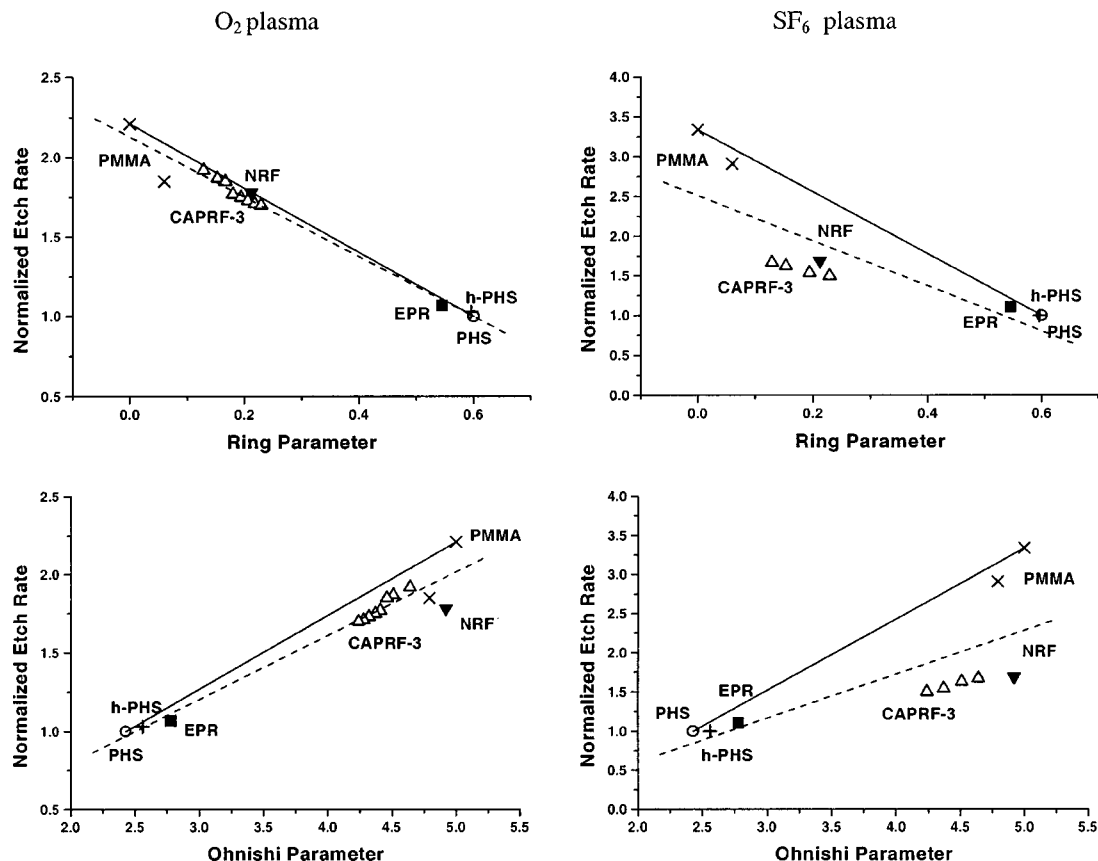 O2 plasma
SF6 plasma
Normalized Etch Rate
2.5
2.0
1.5
1.0
0.5
PMMA
NRF
CAPRF-3
h-PHS
EPR
PHS
0.0
0.2
0.4
0.6
Ring Parameter
Normalized Etch Rate
4.0
3.5
3.0
2.5
2.0
1.5
1.0
0.5
0.0
PMMA
NRF
CAPRF-3
h-PHS
EPR
PHS
0.0
0.2
0.4
0.6
Ring Parameter
Normalized Etch Rate
2.5
2.0
1.5
1.0
0.5
PMMA
NRF
CAPRF-3
h-PHS
EPR
PHS
2.0
2.5
3.0
3.5
4.0
4.5
5.0
5.5
Ohnishi Parameter
Normalized Etch Rate
4.0
3.5
3.0
2.5
2.0
1.5
1.0
0.5
0.0
PMMA
NRF
EPR
PHS
CAPRF-3
h-PHS
2.0
2.5
3.0
3.5
4.0
4.5
5.0
5.5
Ohnishi Parameter